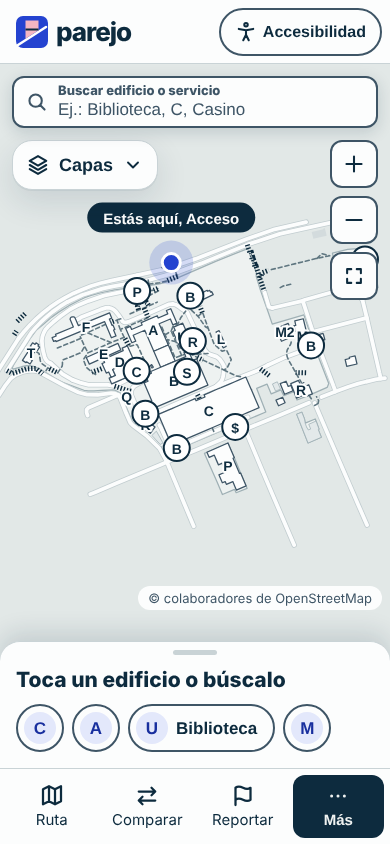 parejo
Accesibilidad
Buscar edificio o servicio
Ej.: Biblioteca, C, Casino
Capas
Estás aquí, Acceso
P
B
F
A
L
T
E
R
M2
B
D
C
S
B
Q
R
B
C
$
B
P
© colaboradores de OpenStreetMap
Toca un edificio o búscalo
C
A
U Biblioteca
M
Ruta
Comparar
Reportar
Más